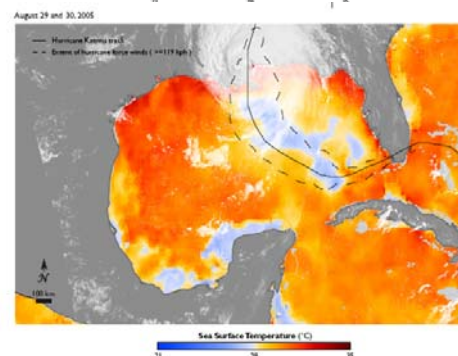 August 29 and 30, 2005
Hurricane Katrina track
Extent of hurricane force winds ( >=119 kph )
N
100 km
Sea Surface Temperature (°C)